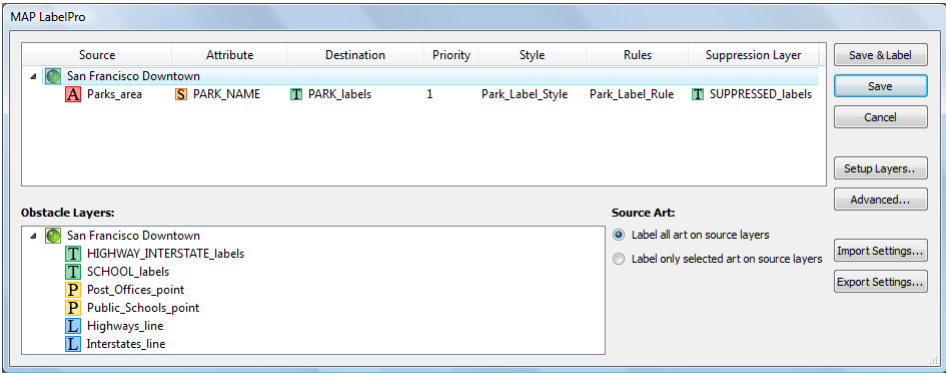 MAP LabelPro
Source Attribute Destination Priority Style Rules Suppression Layer
San Francisco Downtown
A Parks_area S PARK_NAME T PARK_labels 1 Park_Label_Style Park_Label_Rule T SUPPRESSED_labels
Save & Label
Save
Cancel
Setup Layers..
Advanced...
Import Settings...
Export Settings...
Obstacle Layers:
San Francisco Downtown
T HIGHWAY_INTERSTATE_labels
T SCHOOL_labels
P Post_Offices_point
P Public_Schools_point
L Highways_line
L Interstates_line
Source Art:
Label all art on source layers
Label only selected art on source layers